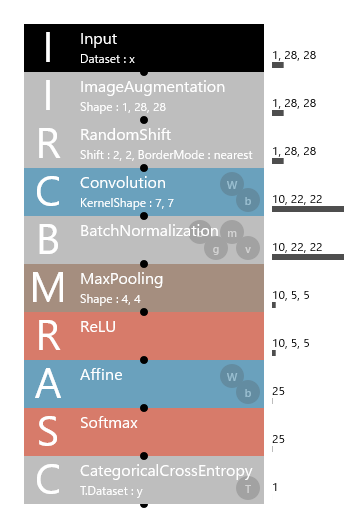 I
Input
Dataset : x
1, 28, 28
I
ImageAugmentation
Shape : 1, 28, 28
1, 28, 28
R
RandomShift
Shift : 2, 2, BorderMode : nearest
1, 28, 28
C
Convolution
KernelShape : 7, 7
W
b
10, 22, 22
B
BatchNormalization
m
g
v
10, 22, 22
M
MaxPooling
Shape : 4, 4
10, 5, 5
R
ReLU
10, 5, 5
A
Affine
W
b
25
S
Softmax
25
C
CategoricalCrossEntropy
T.Dataset : y
T
1